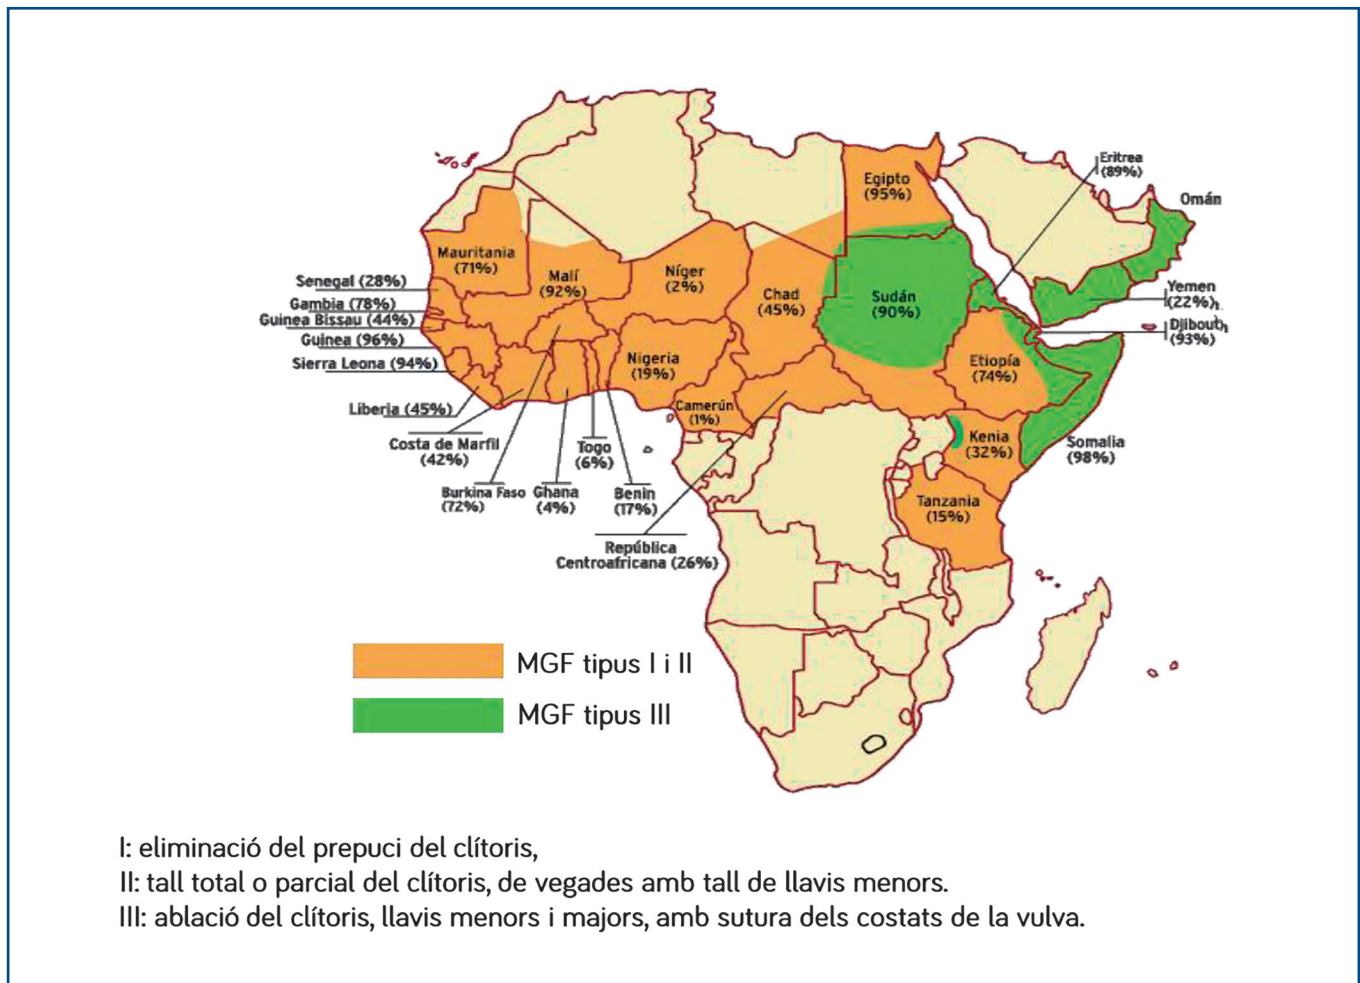 Eritrea
(89%)
Egipto
(95%)
Omán
Mauritania
(71%)
Malí
(92%)
Níger
(2%)
Chad
(45%)
Sudán
(90%)
Yemen
(22%)
Senegal (28%)
Gambia (78%)
Guinea Bissau (44%)
Guinea (96%)
Sierra Leona (94%)
Djibouti
(93%)
Nigeria
(19%)
Etiopía
(74%)
Liberia (45%)
Camerún
(1%)
Costa de Marfil
(42%)
Togo
(6%)
Kenia
(32%)
Somalia
(98%)
Burkina Faso
(72%)
Ghana
(4%)
Benin
(17%)
Tanzania
(15%)
República
Centroafricana (26%)
MGF tipus I i II
MGF tipus III
I: eliminació del prepuci del clítoris,
II: tall total o parcial del clítoris, de vegades amb tall de llavis menors.
III: ablació del clítoris, llavis menors i majors, amb sutura dels costats de la vulva.